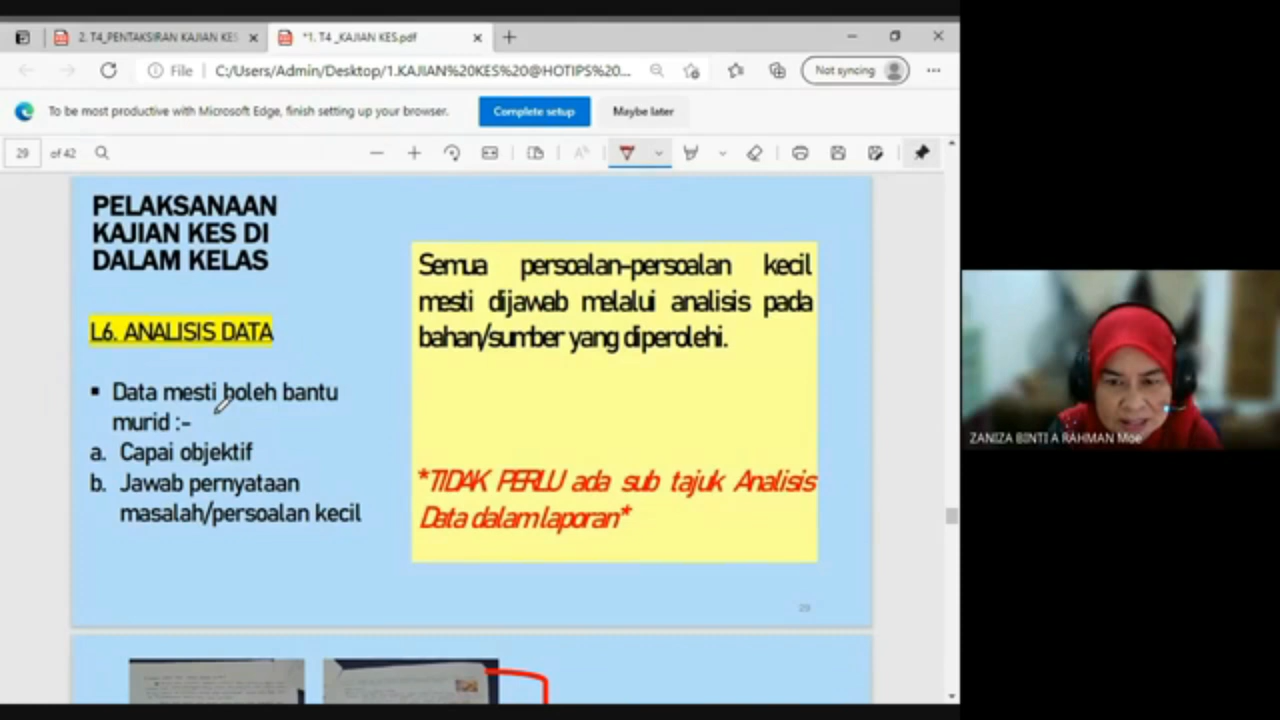 2. T4_PENTAKSIRAN KAJIAN KES
*1. T4 _KAJIAN KES.pdf
File
C:/Users/Admin/Desktop/1.KAJIAN%20KES%20@HOTIPS%20...
Not syncing
To be most productive with Microsoft Edge, finish setting up your browser.
Complete setup
Maybe later
29 of 42
PELAKSANAAN
KAJIAN KES DI
DALAM KELAS
L6. ANALISIS DATA
▪ Data mesti boleh bantu
murid :-
a. Capai objektif
b. Jawab pernyataan
masalah/persoalan kecil
Semua persoalan-persoalan kecil
mesti dijawab melalui analisis pada
bahan/sumber yang diperolehi.
*TIDAK PERLU ada sub tajuk Analisis
Data dalam laporan*
29
ZANIZA BINTI A RAHMAN Moe